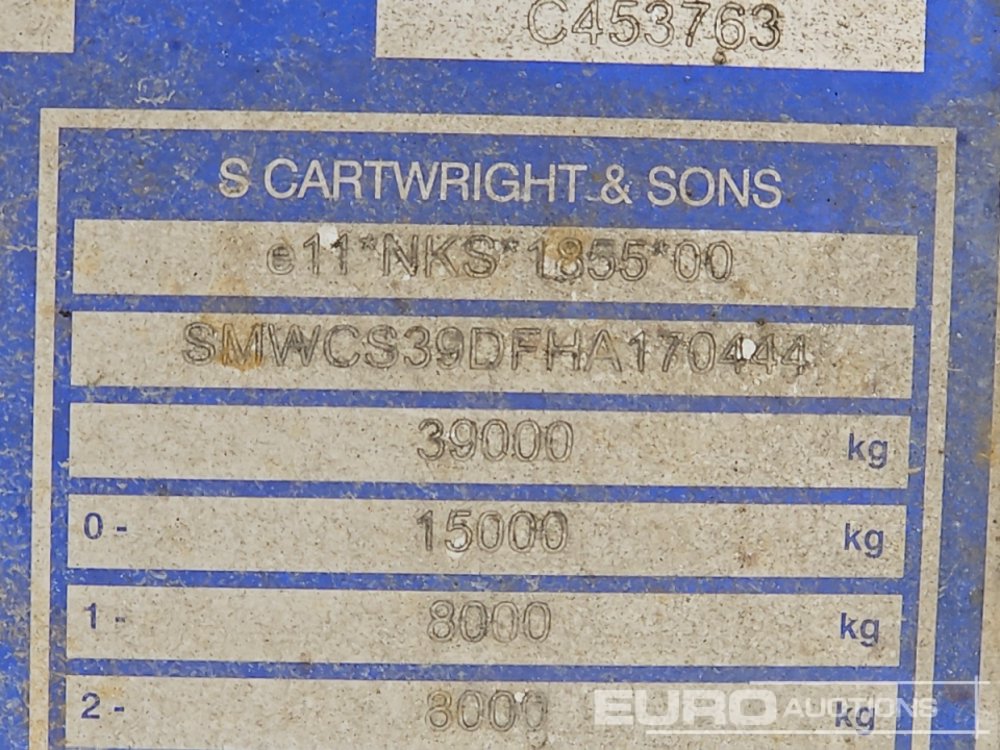 C453763
S CARTWRIGHT & SONS
e11*NKS*1855*00
SMWCS39DFHA170444
39000 kg
0- 15000 kg
1- 8000 kg
2- 8000 kg
EURO AUCTIONS